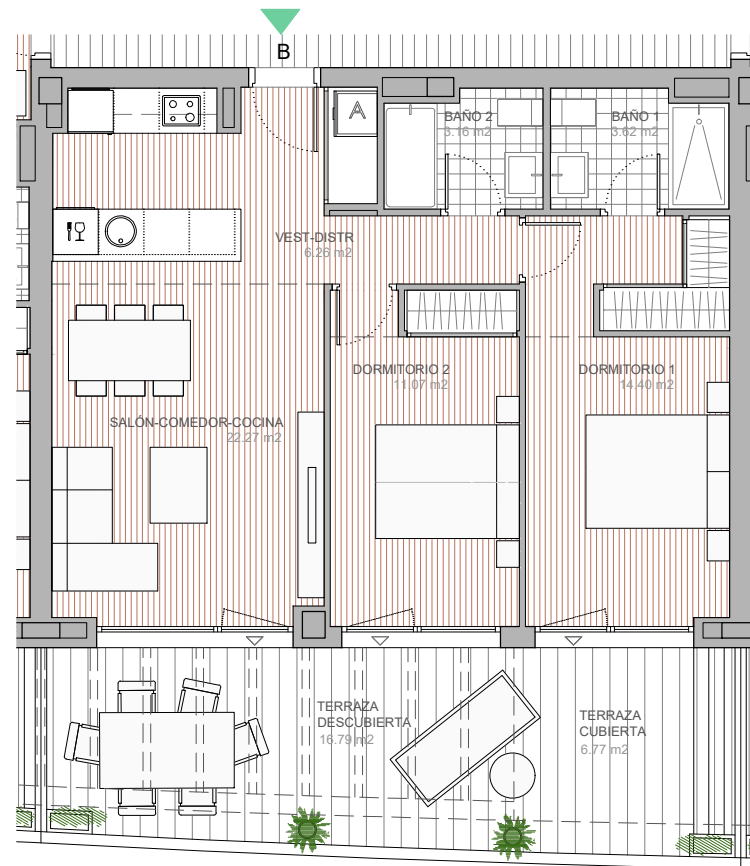 B
A
BAÑO 2
3.16 m2
BAÑO 1
3.62 m2
VEST-DISTR
6.26 m2
DORMITORIO 2
11.07 m2
DORMITORIO 1
14.40 m2
SALÓN-COMEDOR-COCINA
22.27 m2
TERRAZA
DESCUBIERTA
16.79 m2
TERRAZA
CUBIERTA
6.77 m2